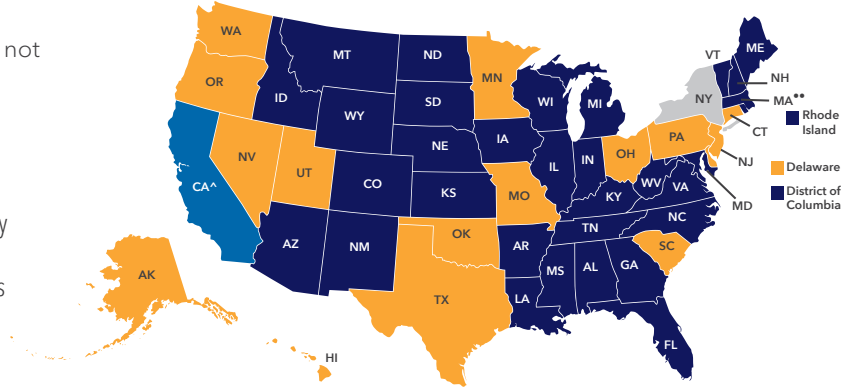 not
y
s
WA
OR
CA^
NV
ID
MT
WY
UT
AZ
CO
NM
ND
SD
NE
KS
OK
TX
MN
IA
MO
AR
LA
WI
IL
MI
IN
OH
KY
TN
MS
AL
GA
FL
SC
NC
VA
WV
PA
NY
VT
ME
NH
MA••
Rhode
Island
CT
NJ
Delaware
District of
Columbia
MD
AK
HI